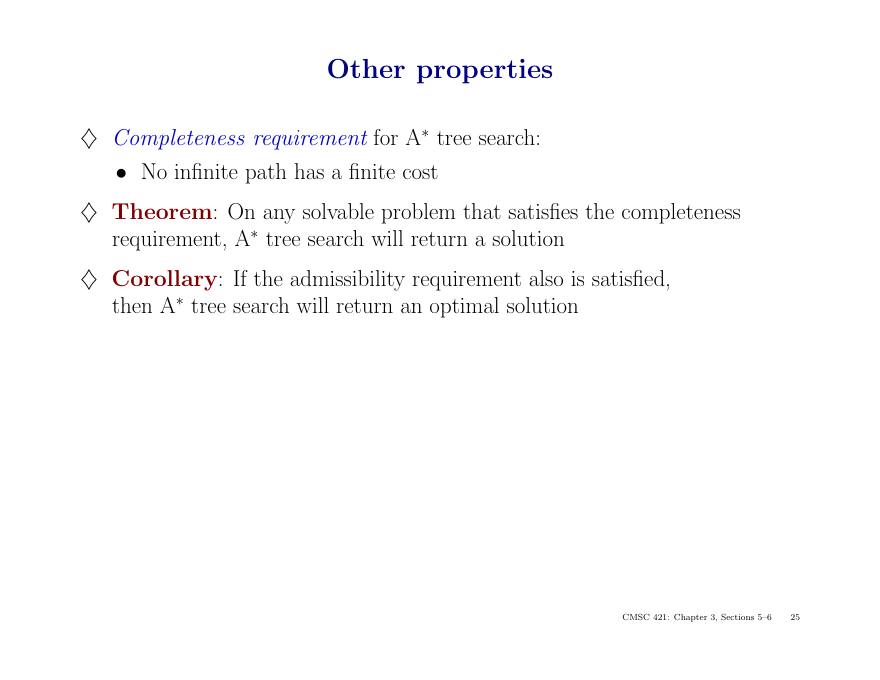 Other properties
♢ Completeness requirement for A* tree search:
• No infinite path has a finite cost
♢ Theorem: On any solvable problem that satisfies the completeness
requirement, A* tree search will return a solution
♢ Corollary: If the admissibility requirement also is satisfied,
then A* tree search will return an optimal solution
CMSC 421: Chapter 3, Sections 5–6 25